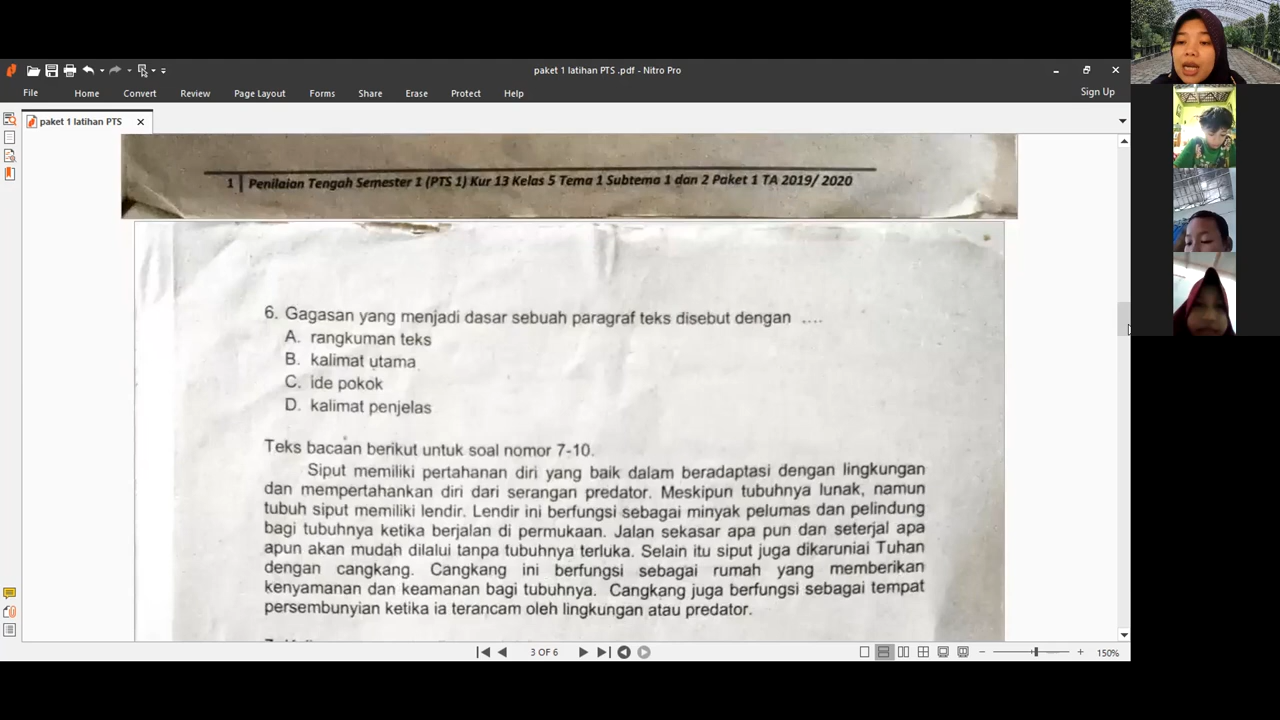 paket 1 latihan PTS .pdf - Nitro Pro
File Home Convert Review Page Layout Forms Share Erase Protect Help Sign Up
paket 1 latihan PTS
1 | Penilaian Tengah Semester 1 (PTS 1) Kur 13 Kelas 5 Tema 1 Subtema 1 dan 2 Paket 1 TA 2019/ 2020
6. Gagasan yang menjadi dasar sebuah paragraf teks disebut dengan ....
A. rangkuman teks
B. kalimat utama
C. ide pokok
D. kalimat penjelas
Teks bacaan berikut untuk soal nomor 7-10.
Siput memiliki pertahanan diri yang baik dalam beradaptasi dengan lingkungan
dan mempertahankan diri dari serangan predator. Meskipun tubuhnya lunak, namun
tubuh siput memiliki lendir. Lendir ini berfungsi sebagai minyak pelumas dan pelindung
bagi tubuhnya ketika berjalan di permukaan. Jalan sekasar apa pun dan seterjal apa
apun akan mudah dilalui tanpa tubuhnya terluka. Selain itu siput juga dikaruniai Tuhan
dengan cangkang. Cangkang ini berfungsi sebagai rumah yang memberikan
kenyamanan dan keamanan bagi tubuhnya. Cangkang juga berfungsi sebagai tempat
persembunyian ketika ia terancam oleh lingkungan atau predator.
3 OF 6
150%